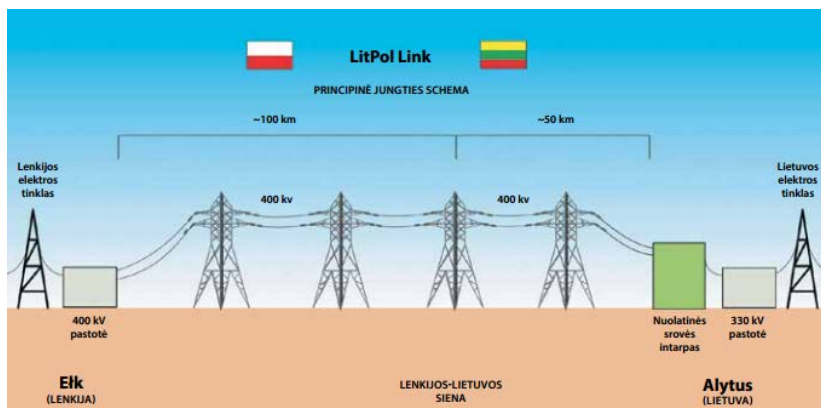 LitPol Link
PRINCIPINĖ JUNGTIES SCHEMA
~100 km
~50 km
Lenkijos
elektros
tinklas
400 kv
400 kv
Lietuvos
elektros
tinklas
400 kV
pastotė
Nuolatinės
srovės
intarpas
330 kV
pastotė
Ełk
(LENKIJA)
LENKIJOS-LIETUVOS
SIENA
Alytus
(LIETUVA)